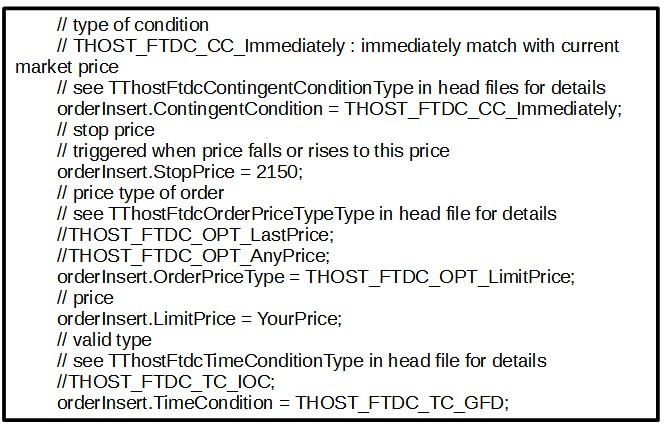 // type of condition
// THOST_FTDC_CC_Immediately : immediately match with current
market price
// see TThostFtdcContingentConditionType in head files for details
orderInsert.ContingentCondition = THOST_FTDC_CC_Immediately;
// stop price
// triggered when price falls or rises to this price
orderInsert.StopPrice = 2150;
// price type of order
// see TThostFtdcOrderPriceTypeType in head file for details
//THOST_FTDC_OPT_LastPrice;
//THOST_FTDC_OPT_AnyPrice;
orderInsert.OrderPriceType = THOST_FTDC_OPT_LimitPrice;
// price
orderInsert.LimitPrice = YourPrice;
// valid type
// see TThostFtdcTimeConditionType in head file for details
//THOST_FTDC_TC_IOC;
orderInsert.TimeCondition = THOST_FTDC_TC_GFD;